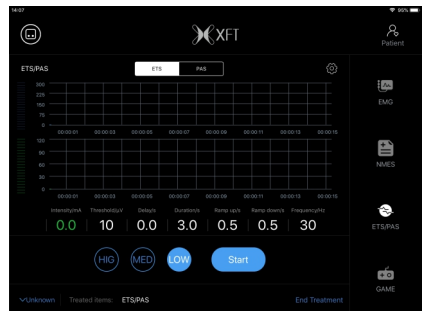 14:07
95%
XFT
Patient
ETS/PAS
ETS
PAS
300
225
150
75
0
00:00:01 00:00:03 00:00:05 00:00:07 00:00:09 00:00:11 00:00:13 00:00:15
EMG
120
90
60
30
0
00:00:01 00:00:03 00:00:05 00:00:07 00:00:09 00:00:11 00:00:13 00:00:15
NMES
Intensity/mA Threshold/uV Delay/s Duration/s Ramp up/s Ramp down/s Frequency/Hz
0.0 10 0.0 3.0 0.5 0.5 30
ETS/PAS
HIG MED LOW Start
GAME
Unknown Treated items: ETS/PAS End Treatment